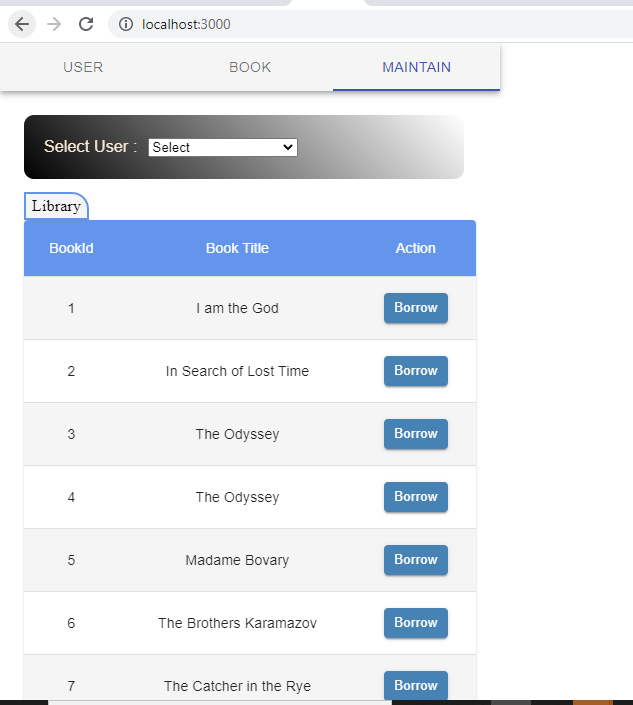 localhost:3000
USER BOOK MAINTAIN
Select User : Select
Library
BookId Book Title Action
1 I am the God Borrow
2 In Search of Lost Time Borrow
3 The Odyssey Borrow
4 The Odyssey Borrow
5 Madame Bovary Borrow
6 The Brothers Karamazov Borrow
7 The Catcher in the Rye Borrow